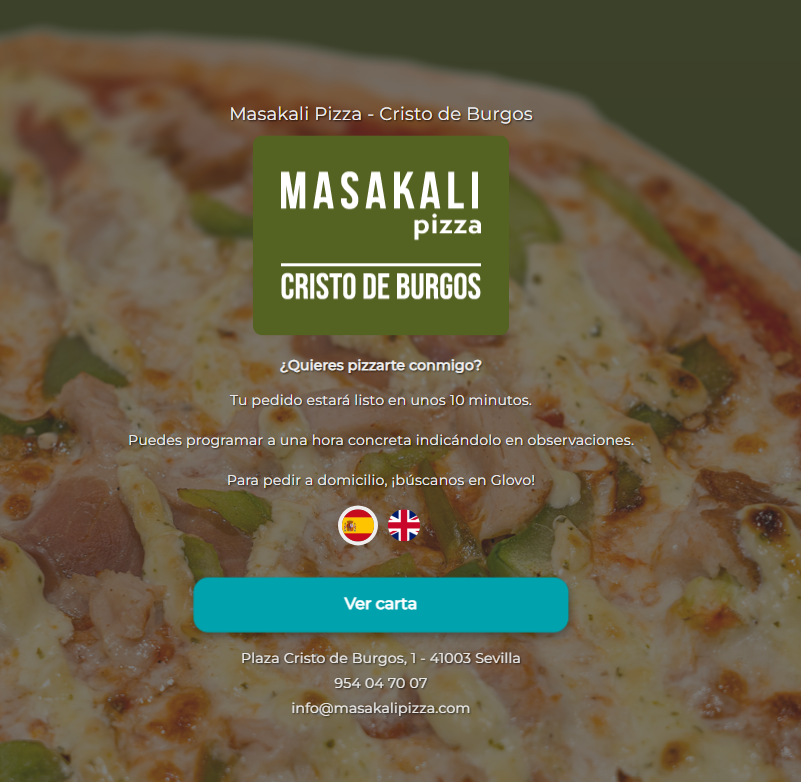 Masakali Pizza - Cristo de Burgos
MASAKALI
pizza
CRISTO DE BURGOS
¿Quieres pizzarte conmigo?
Tu pedido estará listo en unos 10 minutos.
Puedes programar a una hora concreta indicándolo en observaciones.
Para pedir a domicilio, ¡búscanos en Glovo!
Ver carta
Plaza Cristo de Burgos, 1 - 41003 Sevilla
954 04 70 07
info@masakalipizza.com